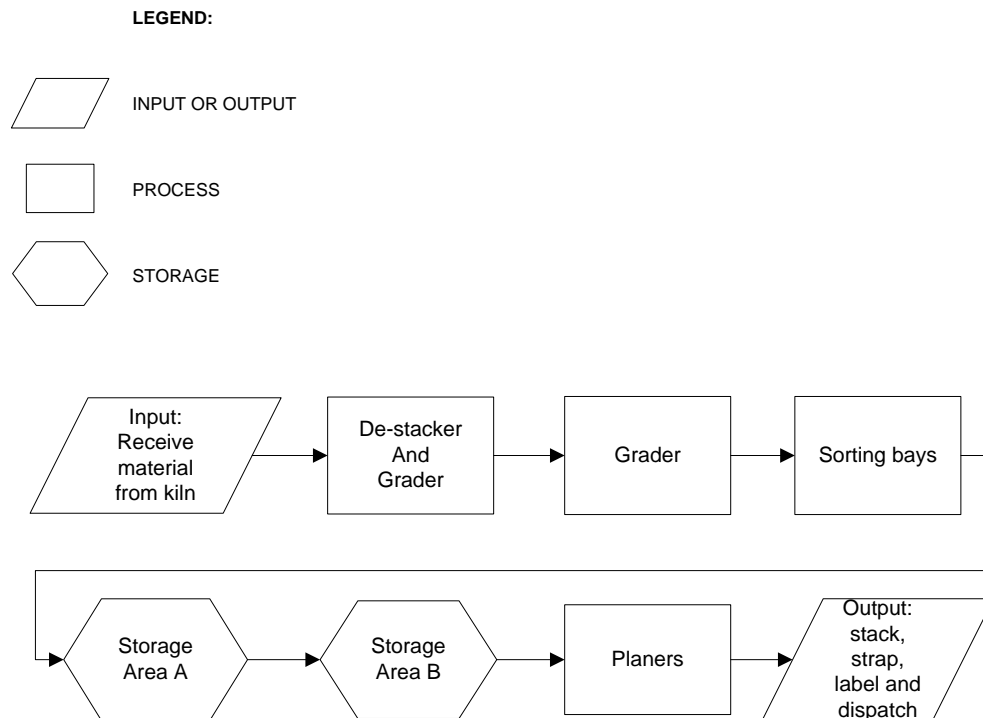 LEGEND:
INPUT OR OUTPUT
PROCESS
STORAGE
Input:
Receive
material
from kiln
De-stacker
And
Grader
Grader
Sorting bays
Storage
Area A
Storage
Area B
Planers
Output:
stack,
strap,
label and
dispatch